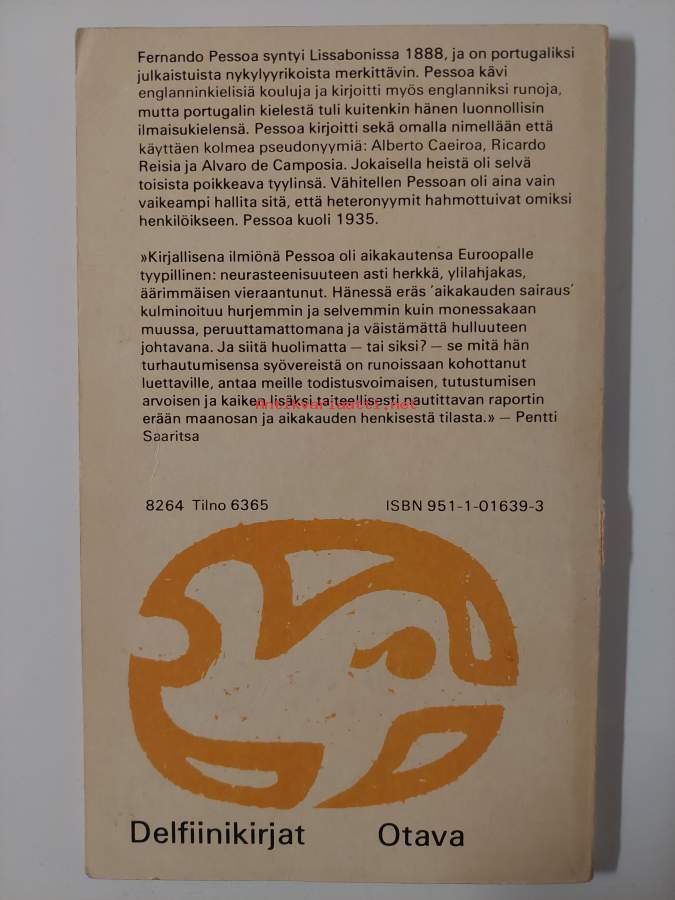 Fernando Pessoa syntyi Lissabonissa 1888, ja on portugaliksi
julkaistuista nykylyyrikoista merkittävin. Pessoa kävi
englanninkielisiä kouluja ja kirjoitti myös englanniksi runoja,
mutta portugalin kielestä tuli kuitenkin hänen luonnollisin
ilmaisukielensä. Pessoa kirjoitti sekä omalla nimellään että
käyttäen kolmea pseudonyymiä: Alberto Caeiroa, Ricardo
Reisia ja Alvaro de Camposia. Jokaisella heistä oli selvä
toisista poikkeava tyylinsä. Vähitellen Pessoan oli aina vain
vaikeampi hallita sitä, että heteronyymit hahmottuivat omiksi
henkilöikseen. Pessoa kuoli 1935.
»Kirjallisena ilmiönä Pessoa oli aikakautensa Euroopalle
tyypillinen: neurasteenisuuteen asti herkkä, ylilahjakas,
äärimmäisen vieraantunut. Hänessä eräs 'aikakauden sairaus'
kulminoituu hurjemmin ja selvemmin kuin monessakaan
muussa, peruuttamattomana ja väistämättä hulluuteen
johtavana. Ja siitä huolimatta — tai siksi? — se mitä hän
turhautumisensa syövereistä on runoissaan kohottanut
luettaville, antaa meille todistusvoimaisen, tutustumisen
arvoisen ja kaiken lisäksi taiteellisesti nautittavan raportin
Antikvariaatti.net
erään maanosan ja aikakauden henkisestä tilasta.» — Pentti
Saaritsa
8264 Tilno 6365 ISBN 951-1-01639-3
Delfiinikirjat Otava